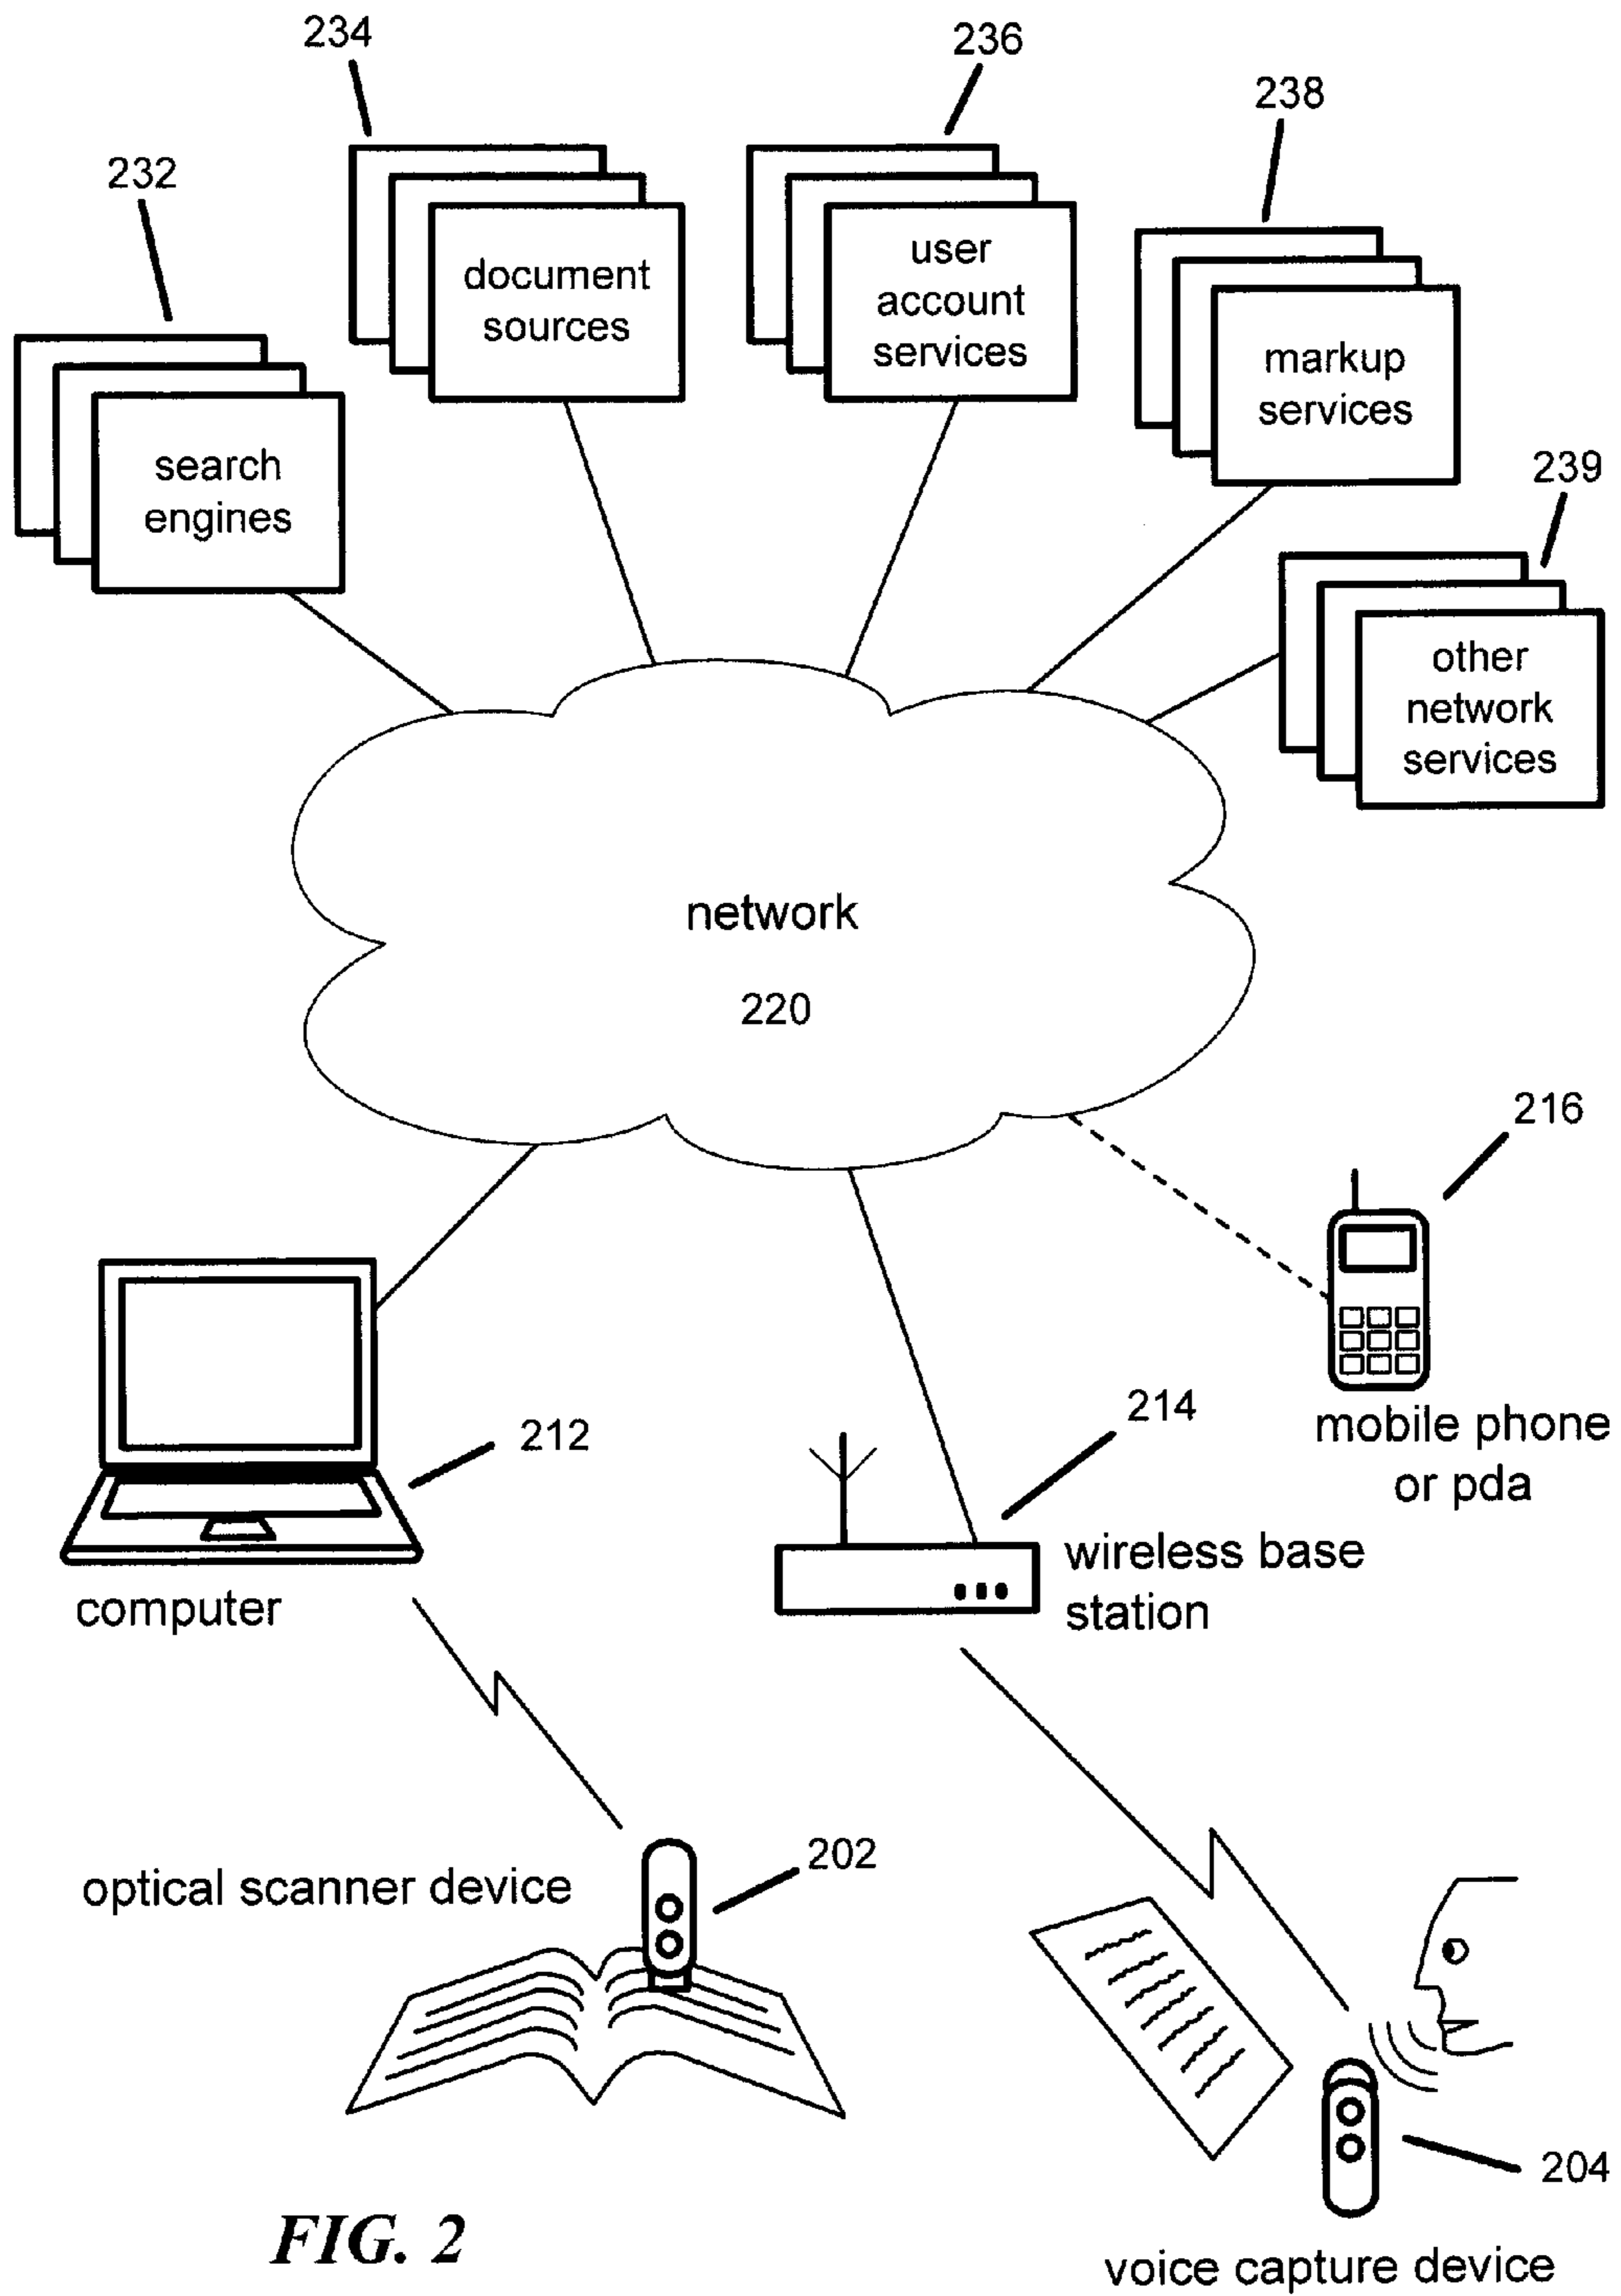 234
236
238
232
document
sources
user
account
services
markup
services
search
engines
239
other
network
services
network
220
216
mobile phone
or pda
212
214
computer
wireless base
station
optical scanner device
202
204
FIG. 2
voice capture device